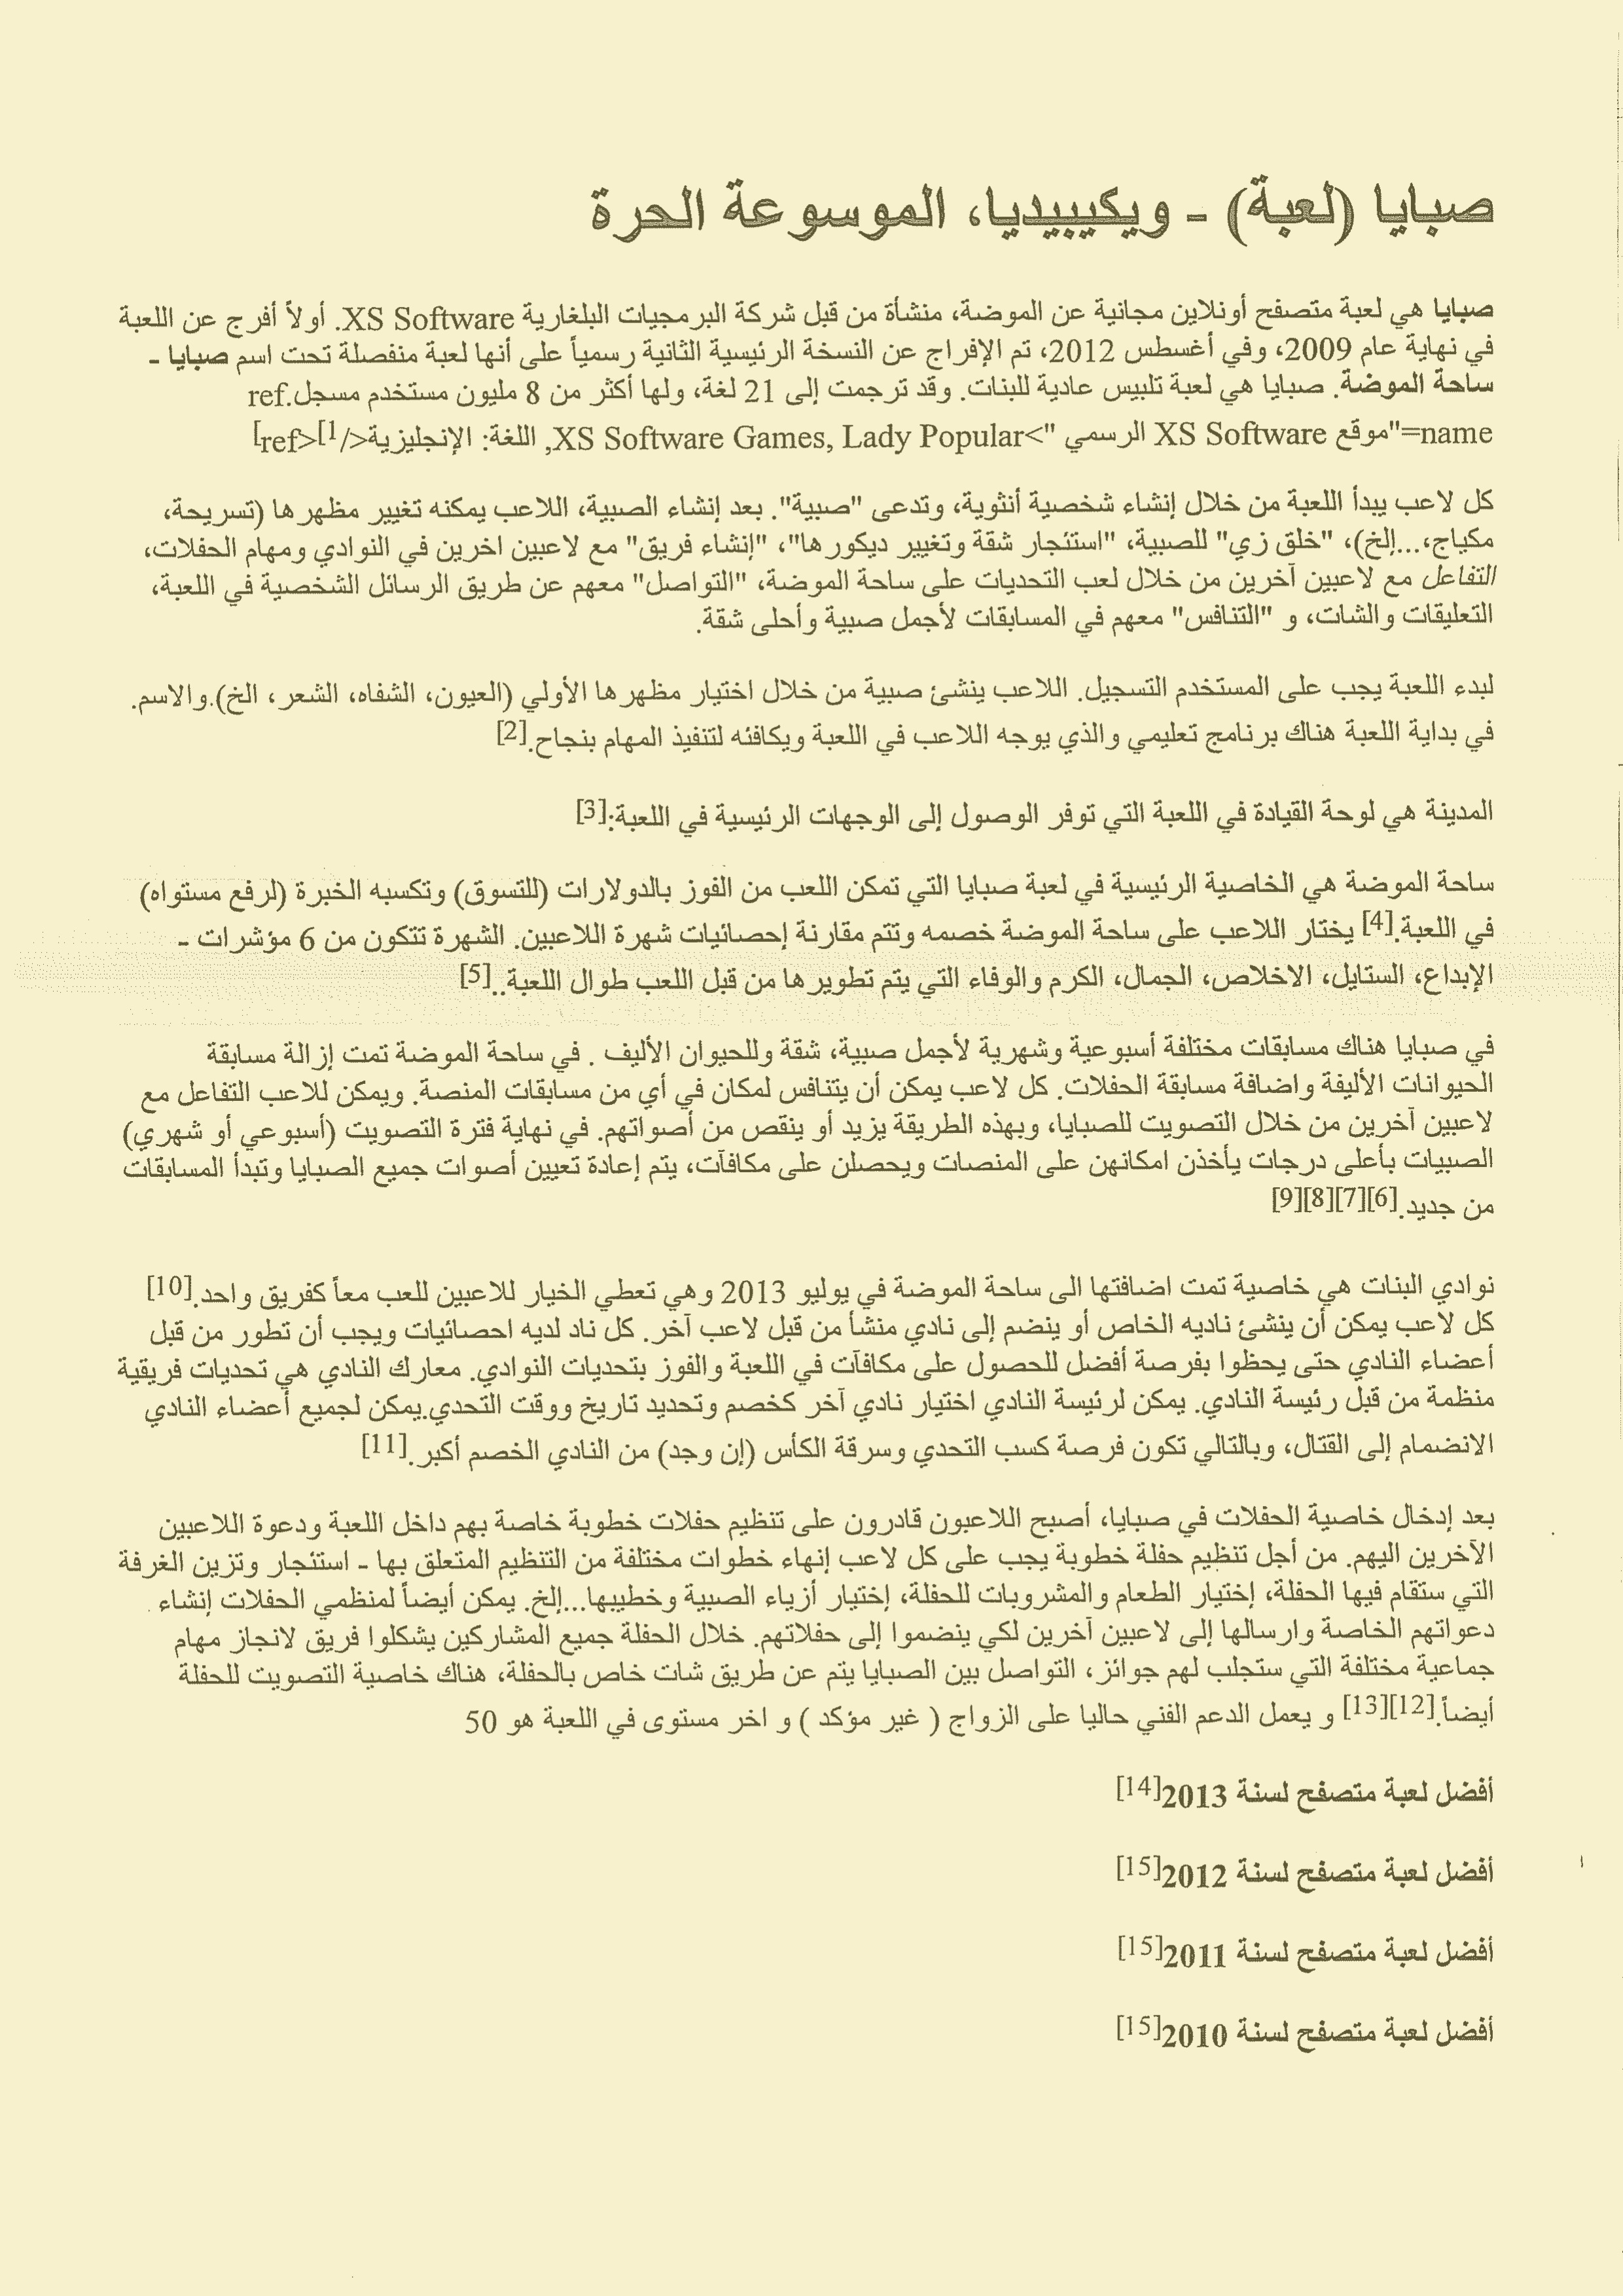 صبايا (لعبة) - ويكيبيديا، الموسوعة الحرة
صبايا هي لعبة متصفح أونلاين مجانية عن الموضة، منشأة من قبل شركة البرمجيات البلغارية XS Software. أولاً أفرج عن اللعبة
في نهاية عام 2009، وفي أغسطس 2012، تم الإفراج عن النسخة الرئيسية الثانية رسمياً على أنها لعبة منفصلة تحت اسم صبايا -
ساحة الموضة. صبايا هي لعبة تلبيس عادية للبنات. وقد ترجمت إلى 21 لغة، ولها أكثر من 8 مليون مستخدم مسجل.ref
name="موقع XS Software الرسمي ">XS Software Games, Lady Popular, اللغة: الإنجليزية</ref>[1]
كل لاعب يبدأ اللعبة من خلال إنشاء شخصية أنثوية، وتدعى "صبية". بعد إنشاء الصبية، اللاعب يمكنه تغيير مظهرها (تسريحة،
مكياج،...إلخ)، "خلق زي" للصبية، "استئجار شقة وتغيير ديكورها"، "إنشاء فريق" مع لاعبين اخرين في النوادي ومهام الحفلات،
التفاعل مع لاعبين آخرين من خلال لعب التحديات على ساحة الموضة، "التواصل" معهم عن طريق الرسائل الشخصية في اللعبة،
التعليقات والشات، و "التنافس" معهم في المسابقات لأجمل صبية وأحلى شقة.
لبدء اللعبة يجب على المستخدم التسجيل. اللاعب ينشئ صبية من خلال اختيار مظهرها الأولي (العيون، الشفاه، الشعر، الخ).والاسم.
في بداية اللعبة هناك برنامج تعليمي والذي يوجه اللاعب في اللعبة ويكافئه لتنفيذ المهام بنجاح.[2]
المدينة هي لوحة القيادة في اللعبة التي توفر الوصول إلى الوجهات الرئيسية في اللعبة:[3]
ساحة الموضة هي الخاصية الرئيسية في لعبة صبايا التي تمكن اللعب من الفوز بالدولارات (للتسوق) وتكسبه الخبرة (لرفع مستواه)
في اللعبة.[4] يختار اللاعب على ساحة الموضة خصمه وتتم مقارنة إحصائيات شهرة اللاعبين. الشهرة تتكون من 6 مؤشرات -
الإبداع، الستايل، الاخلاص، الجمال، الكرم والوفاء التي يتم تطويرها من قبل اللعب طوال اللعبة..[5]
في صبايا هناك مسابقات مختلفة أسبوعية وشهرية لأجمل صبية، شقة وللحيوان الأليف . في ساحة الموضة تمت إزالة مسابقة
الحيوانات الأليفة واضافة مسابقة الحفلات. كل لاعب يمكن أن يتنافس لمكان في أي من مسابقات المنصة. ويمكن للاعب التفاعل مع
لاعبين آخرين من خلال التصويت للصبايا، وبهذه الطريقة يزيد أو ينقص من أصواتهم. في نهاية فترة التصويت (أسبوعي أو شهري)
الصبيات بأعلى درجات يأخذن امكانهن على المنصات ويحصلن على مكافآت، يتم إعادة تعيين أصوات جميع الصبايا وتبدأ المسابقات
من جديد.[6][7][8][9]
نوادي البنات هي خاصية تمت اضافتها الى ساحة الموضة في يوليو 2013 وهي تعطي الخيار للاعبين للعب معاً كفريق واحد.[10]
كل لاعب يمكن أن ينشئ ناديه الخاص أو ينضم إلى نادي منشأ من قبل لاعب آخر. كل ناد لديه احصائيات ويجب أن تطور من قبل
أعضاء النادي حتى يحظوا بفرصة أفضل للحصول على مكافآت في اللعبة والفوز بتحديات النوادي. معارك النادي هي تحديات فريقية
منظمة من قبل رئيسة النادي. يمكن لرئيسة النادي اختيار نادي آخر كخصم وتحديد تاريخ ووقت التحدي.يمكن لجميع أعضاء النادي
الانضمام إلى القتال، وبالتالي تكون فرصة كسب التحدي وسرقة الكأس (إن وجد) من النادي الخصم أكبر.[11]
بعد إدخال خاصية الحفلات في صبايا، أصبح اللاعبون قادرون على تنظيم حفلات خطوبة خاصة بهم داخل اللعبة ودعوة اللاعبين
الآخرين اليهم. من أجل تنظيم حفلة خطوبة يجب على كل لاعب إنهاء خطوات مختلفة من التنظيم المتعلق بها - استئجار وتزين الغرفة
التي ستقام فيها الحفلة، إختيار الطعام والمشروبات للحفلة، إختيار أزياء الصبية وخطيبها...إلخ. يمكن أيضاً لمنظمي الحفلات إنشاء
دعواتهم الخاصة وارسالها إلى لاعبين آخرين لكي ينضموا إلى حفلاتهم. خلال الحفلة جميع المشاركين يشكلوا فريق لانجاز مهام
جماعية مختلفة التي ستجلب لهم جوائز، التواصل بين الصبايا يتم عن طريق شات خاص بالحفلة، هناك خاصية التصويت للحفلة
أيضاً.[12][13] و يعمل الدعم الفني حاليا على الزواج ( غير مؤكد ) و اخر مستوى في اللعبة هو 50
أفضل لعبة متصفح لسنة 2013[14]
أفضل لعبة متصفح لسنة 2012[15]
أفضل لعبة متصفح لسنة 2011[15]
أفضل لعبة متصفح لسنة 2010[15]